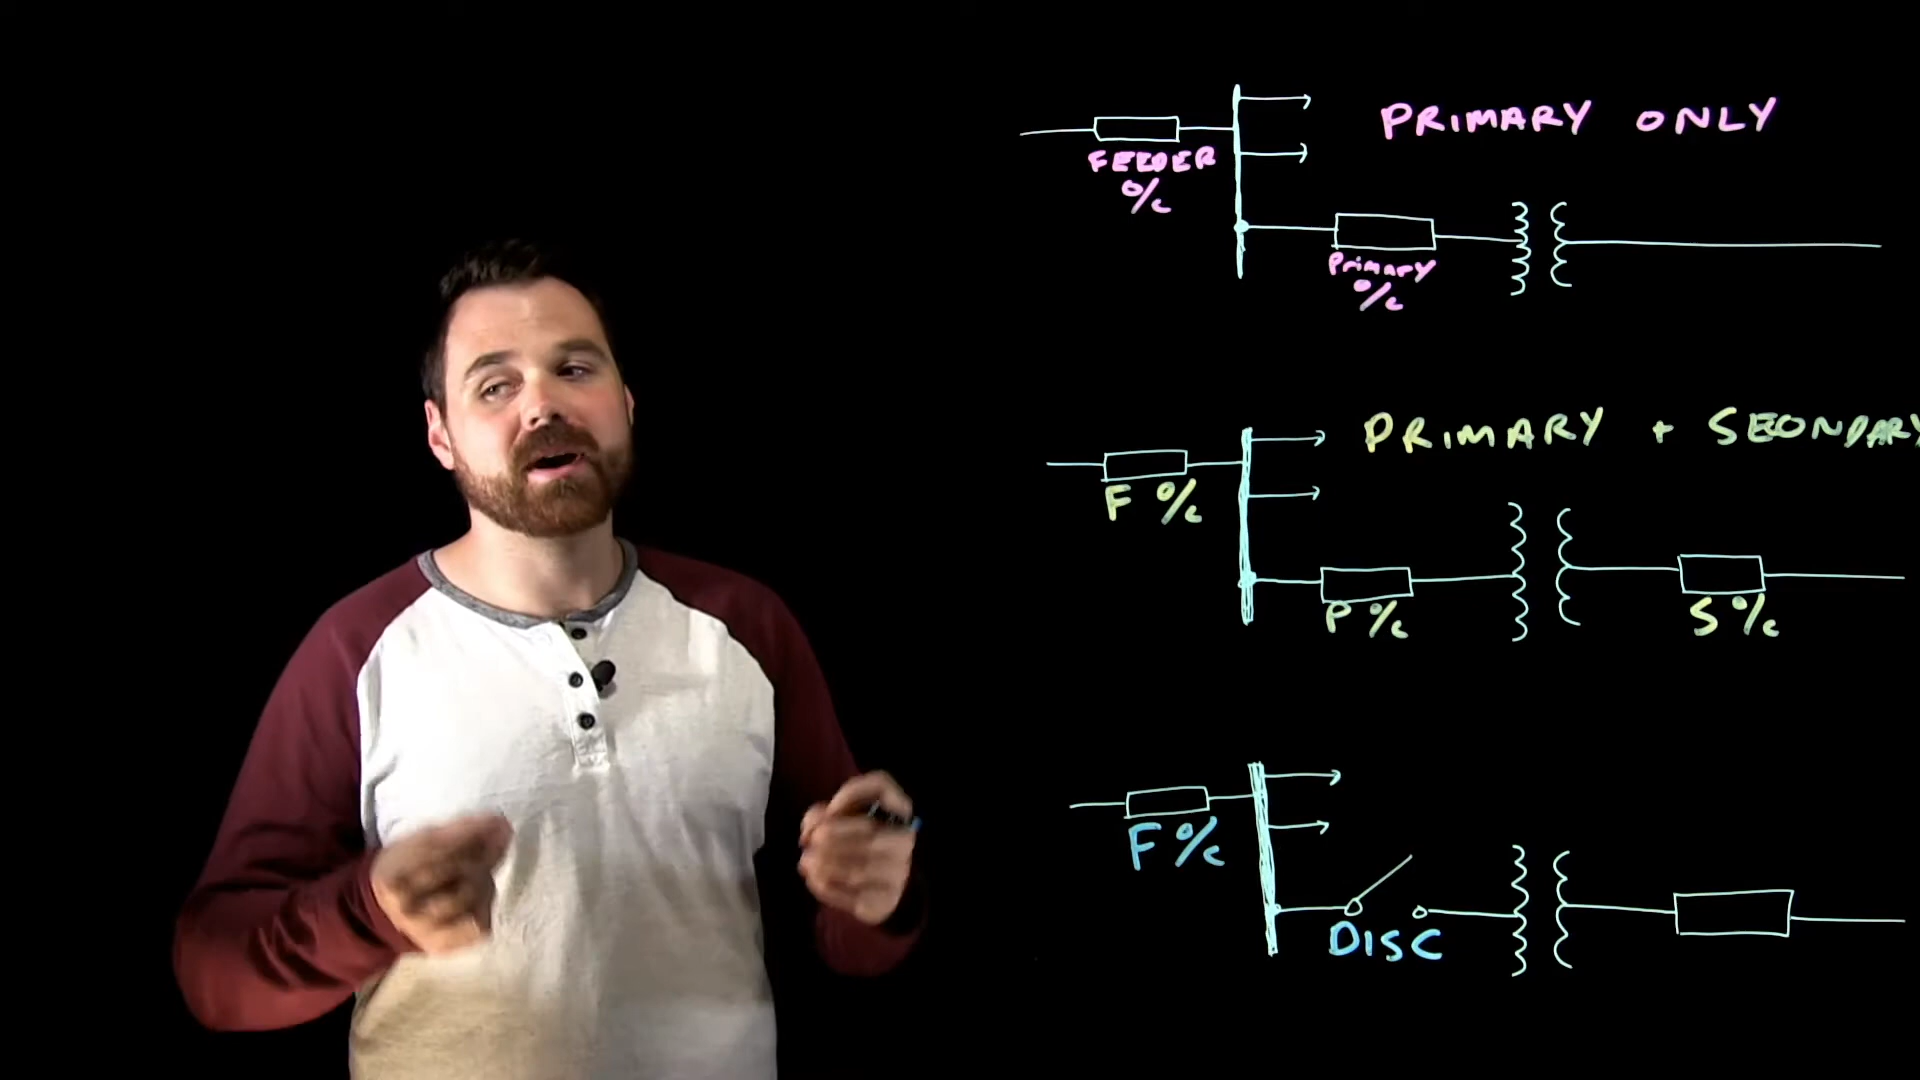 PRIMARY ONLY
FEEDER
O/C
Primary
O/C
PRIMARY + SEONDARY
F O/C
P O/C
S O/C
F O/C
DISC